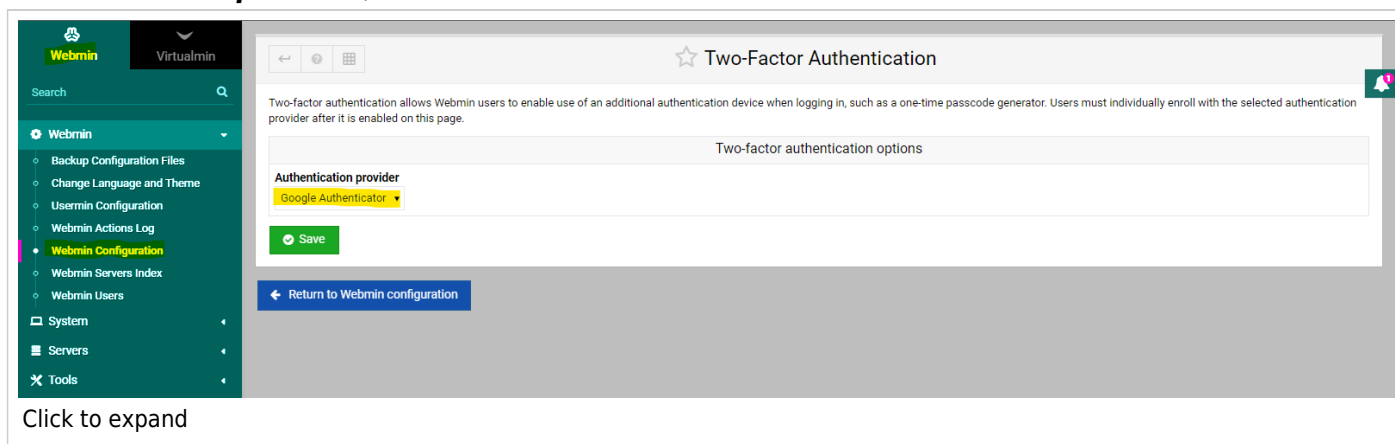 Webmin
Virtualmin
Search
Webmin
Backup Configuration Files
Change Language and Theme
Usermin Configuration
Webmin Actions Log
Webmin Configuration
Webmin Servers Index
Webmin Users
System
Servers
Tools
Two-Factor Authentication
1
Two-factor authentication allows Webmin users to enable use of an additional authentication device when logging in, such as a one-time passcode generator. Users must individually enroll with the selected authentication
provider after it is enabled on this page.
Two-factor authentication options
Authentication provider
Google Authenticator
Save
Return to Webmin configuration
Click to expand